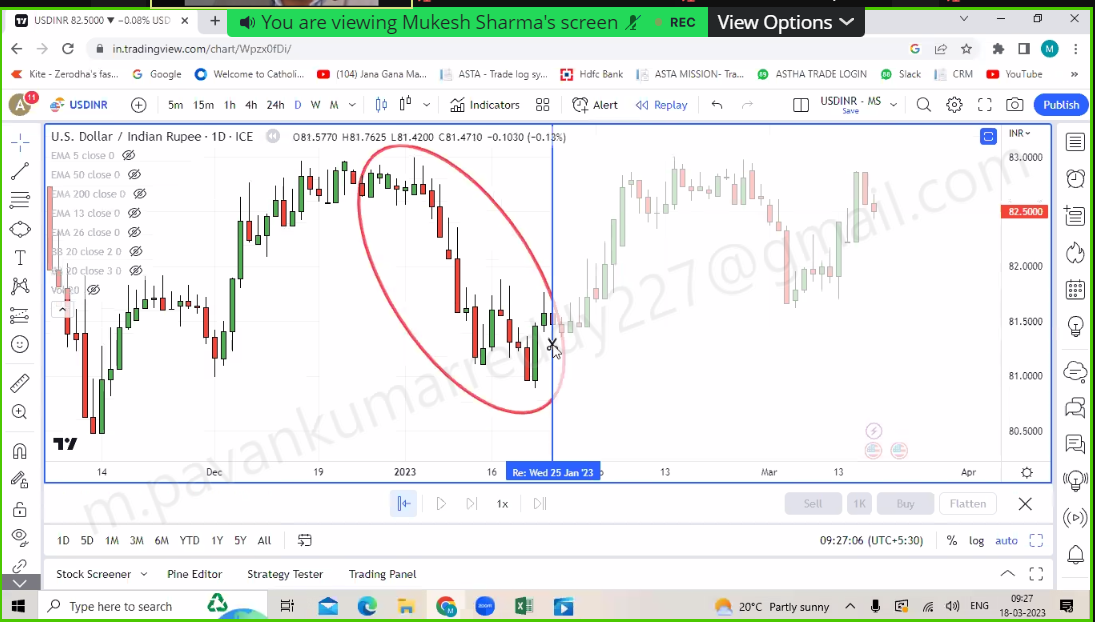 USDINR 82.5000 ▼ −0.08% USD
You are viewing Mukesh Sharma's screen
REC
View Options
in.tradingview.com/chart/Wpzx0fDi/
M
Kite - Zerodha's fas...
Google
Welcome to Catholi...
(104) Jana Gana Ma...
ASTA - Trade log sy...
Hdfc Bank
ASTA MISSION- Tra...
ASTHA TRADE LOGIN
Slack
CRM
YouTube
»
A 11
USDINR
5m 15m 1h 4h 24h D W M
Indicators
Alert
Replay
USDINR - MS
Save
Publish
U.S. Dollar / Indian Rupee · 1D · ICE
O81.5770 H81.7625 L81.4200 C81.4710 −0.1030 (−0.13%)
INR
EMA 5 close 0
EMA 50 close 0
EMA 200 close 0
EMA 13 close 0
EMA 26 close 0
BB 20 close 2 0
BB 20 close 3 0
Vol 20
83.0000
82.5000
82.0000
81.5000
81.0000
80.5000
m.pavankumarreddy227@gmail.com
14 Dec 19 2023 16 Re: Wed 25 Jan '23 13 Mar 13 Apr
1x
Sell 1K Buy Flatten
1D 5D 1M 3M 6M YTD 1Y 5Y All
09:27:06 (UTC+5:30)
% log auto
Stock Screener
Pine Editor
Strategy Tester
Trading Panel
Type here to search
zoom
20°C Partly sunny
ENG
09:27
18-03-2023